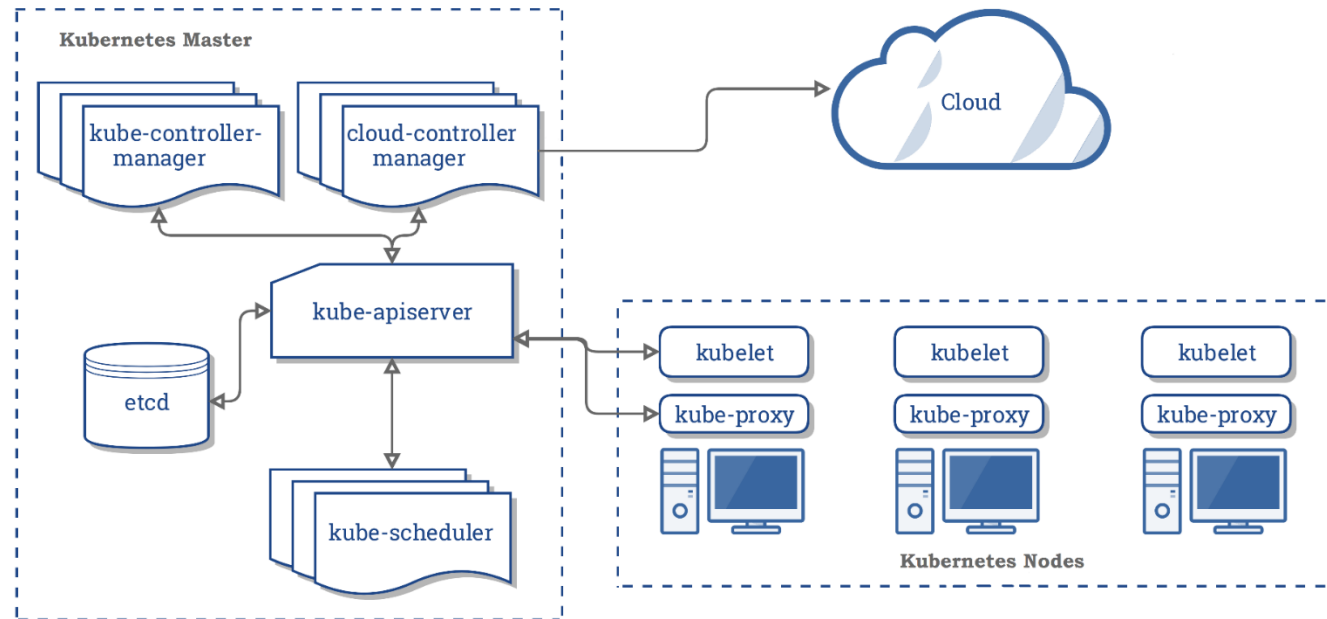 Kubernetes Master
kube-controller-
manager
cloud-controller
manager
Cloud
kube-apiserver
etcd
kube-scheduler
kubelet
kubelet
kubelet
kube-proxy
kube-proxy
kube-proxy
Kubernetes Nodes